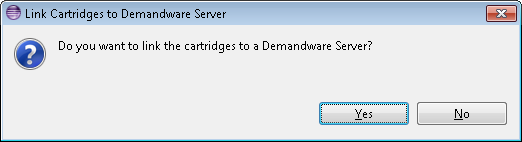 Link Cartridges to Demandware Server
Do you want to link the cartridges to a Demandware Server?
Yes
No